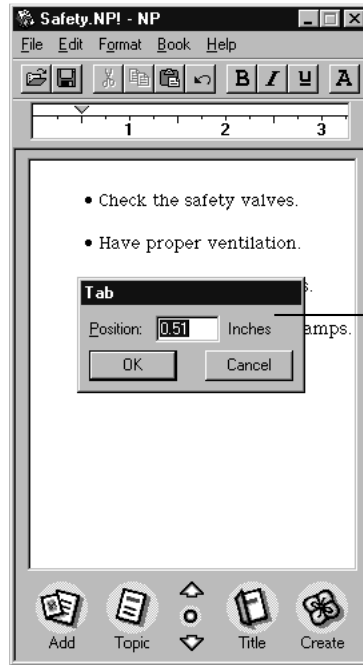 Safety.NP! - NP
File Edit Format Book Help
B I U A
1 2 3
• Check the safety valves.
• Have proper ventilation.
s.
amps.
Tab
Position: 0.51 Inches
OK Cancel
Add Topic Title Create